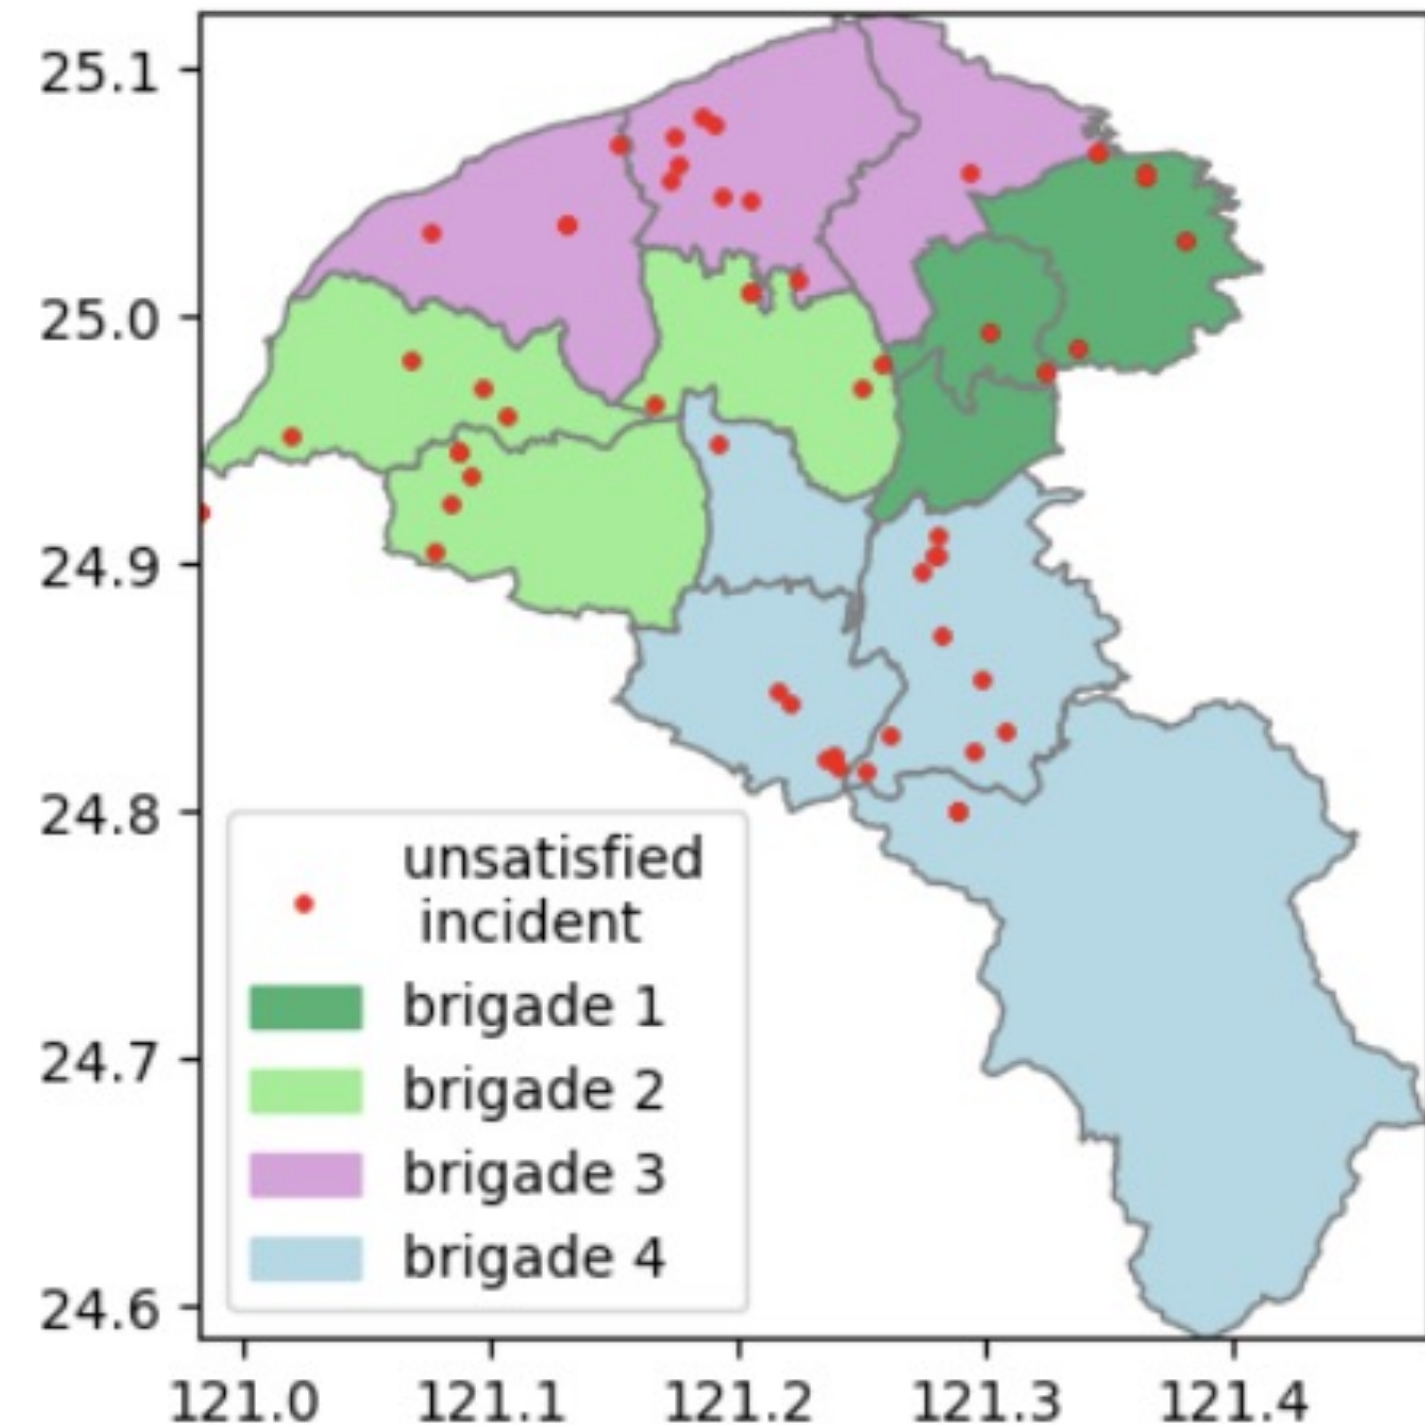 25.1
25.0
24.9
24.8
24.7
24.6
unsatisfied
incident
brigade 1
brigade 2
brigade 3
brigade 4
121.0 121.1 121.2 121.3 121.4